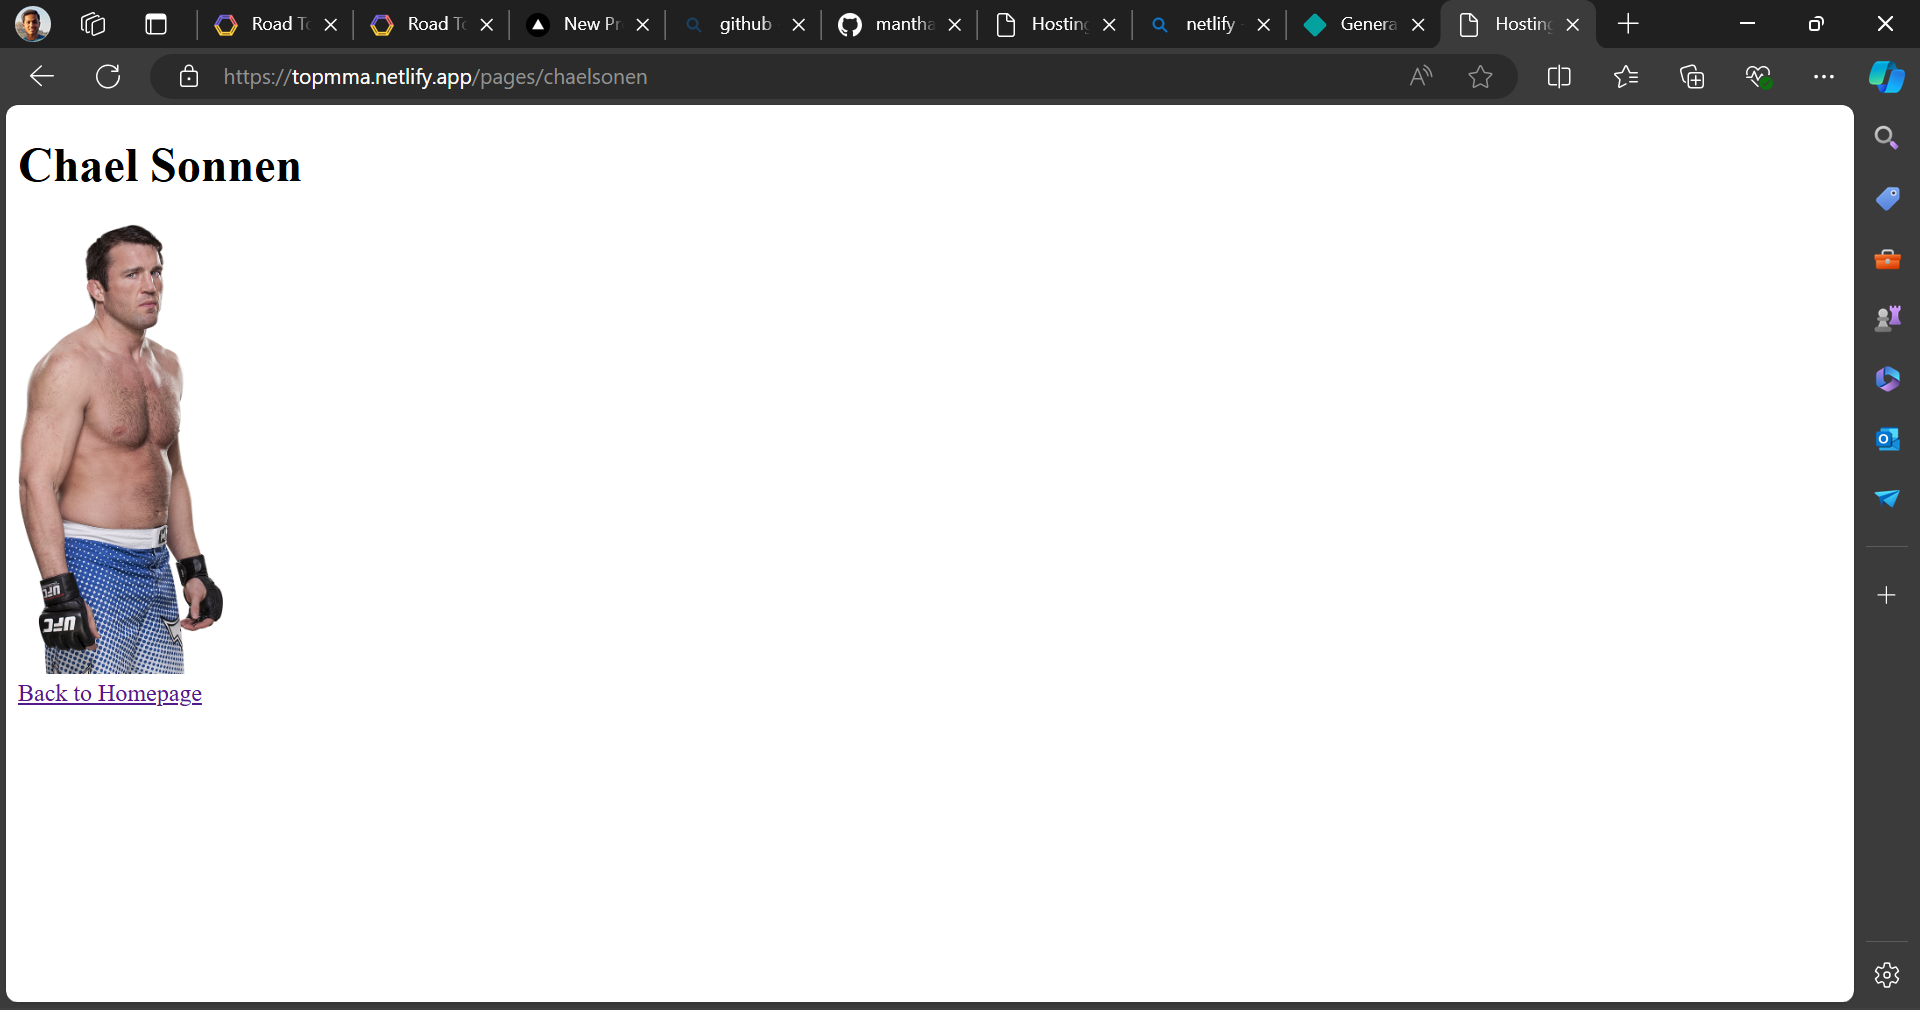 Road To
Road To
New Pr
github
mantha
Hosting
netlify
Genera
Hosting
https://topmma.netlify.app/pages/chaelsonen
Chael Sonnen
UFC
UFC
Back to Homepage